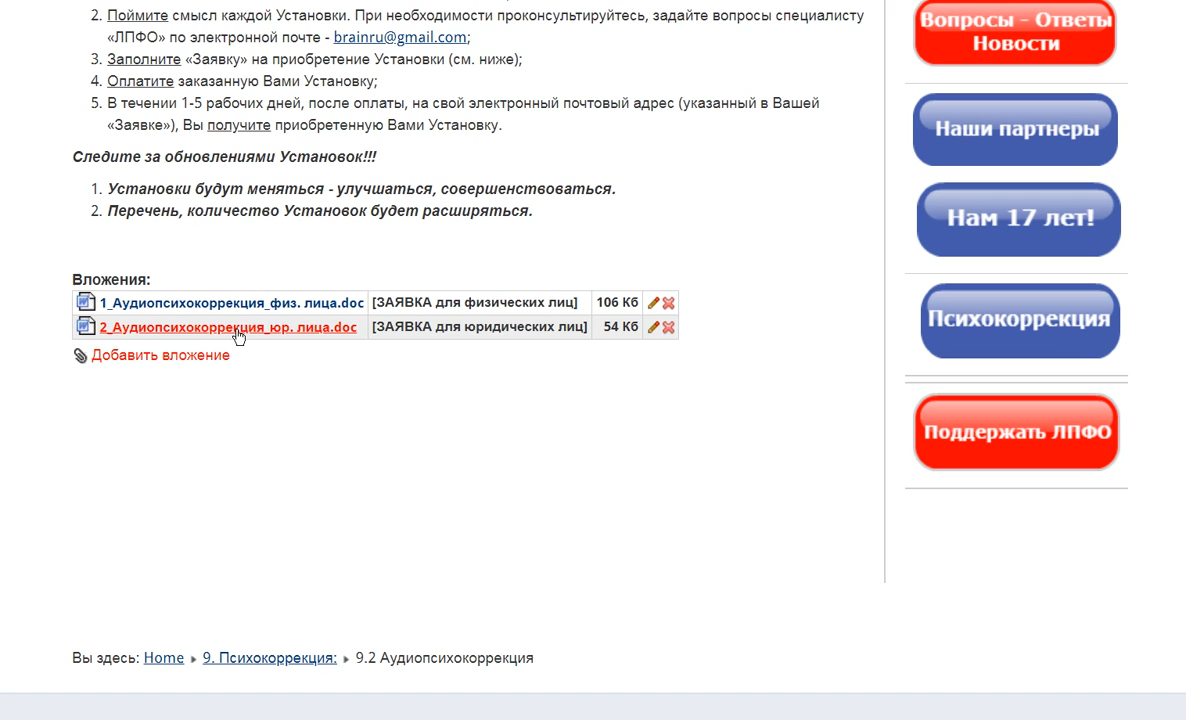 2. Поймите смысл каждой Установки. При необходимости проконсультируйтесь, задайте вопросы специалисту
«ЛПФО» по электронной почте - brainru@gmail.com;
3. Заполните «Заявку» на приобретение Установки (см. ниже);
4. Оплатите заказанную Вами Установку;
5. В течении 1-5 рабочих дней, после оплаты, на свой электронный почтовый адрес (указанный в Вашей
«Заявке»), Вы получите приобретенную Вами Установку.
Следите за обновлениями Установок!!!
1. Установки будут меняться - улучшаться, совершенствоваться.
2. Перечень, количество Установок будет расширяться.
Вложения:
1_Аудиопсихокоррекция_физ. лица.doc [ЗАЯВКА для физических лиц] 106 Кб
2_Аудиопсихокоррекция_юр. лица.doc [ЗАЯВКА для юридических лиц] 54 Кб
Добавить вложение
Вопросы - Ответы
Новости
Наши партнеры
Нам 17 лет!
Психокоррекция
Поддержать ЛПФО
Вы здесь: Home 9. Психокоррекция: 9.2 Аудиопсихокоррекция